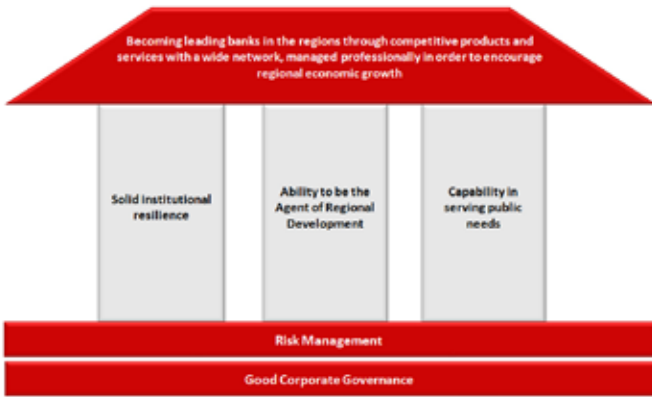 Becoming leading banks in the regions through competitive products and
services with a wide network, managed professionally in order to encourage
regional economic growth
Solid institutional
resilience
Ability to be the
Agent of Regional
Development
Capability in
serving public
needs
Risk Management
Good Corporate Governance